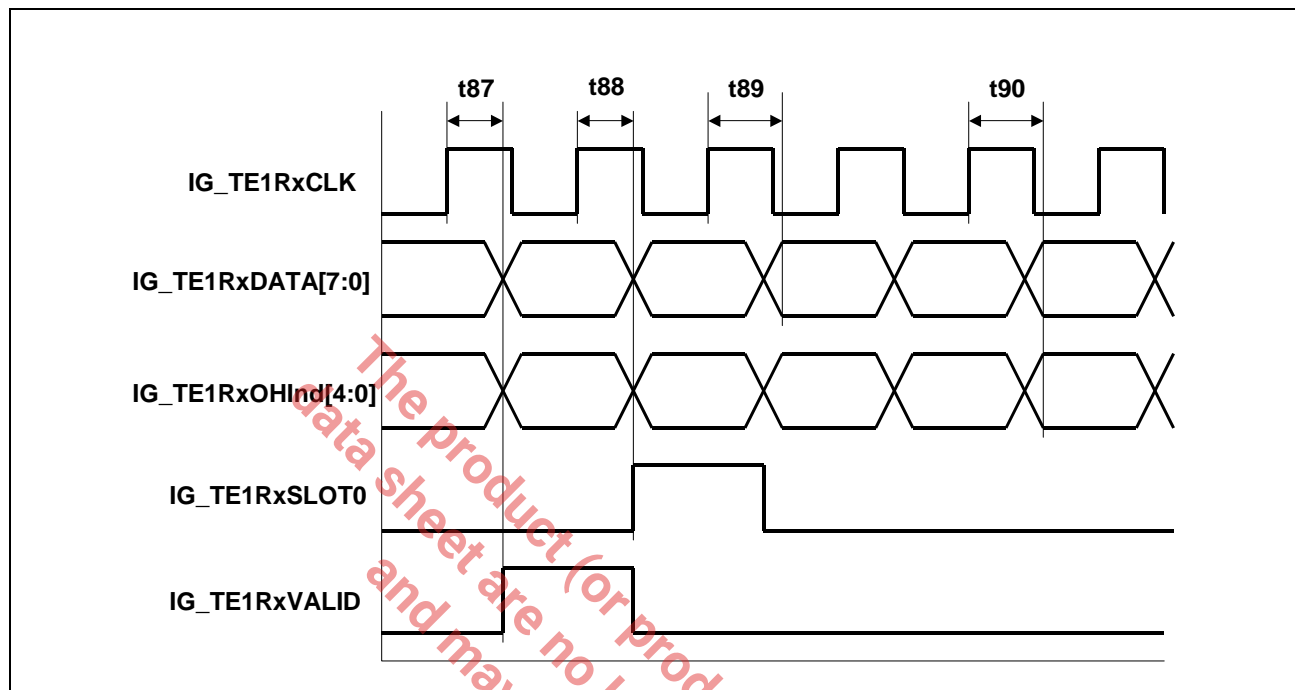 t87 t88 t89 t90
IG_TE1RxCLK
IG_TE1RxDATA[7:0]
IG_TE1RxOHInd[4:0]
IG_TE1RxSLOT0
IG_TE1RxVALID
The product (or prod
data sheet are no
and may